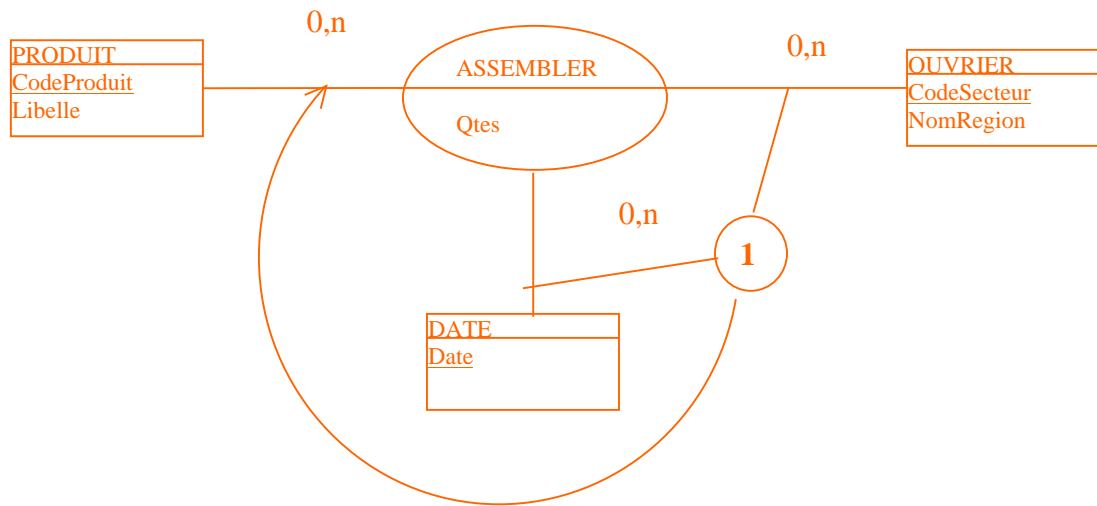 0,n
0,n
PRODUIT
CodeProduit
Libelle
ASSEMBLER
Qtes
OUVRIER
CodeSecteur
NomRegion
0,n
1
DATE
Date